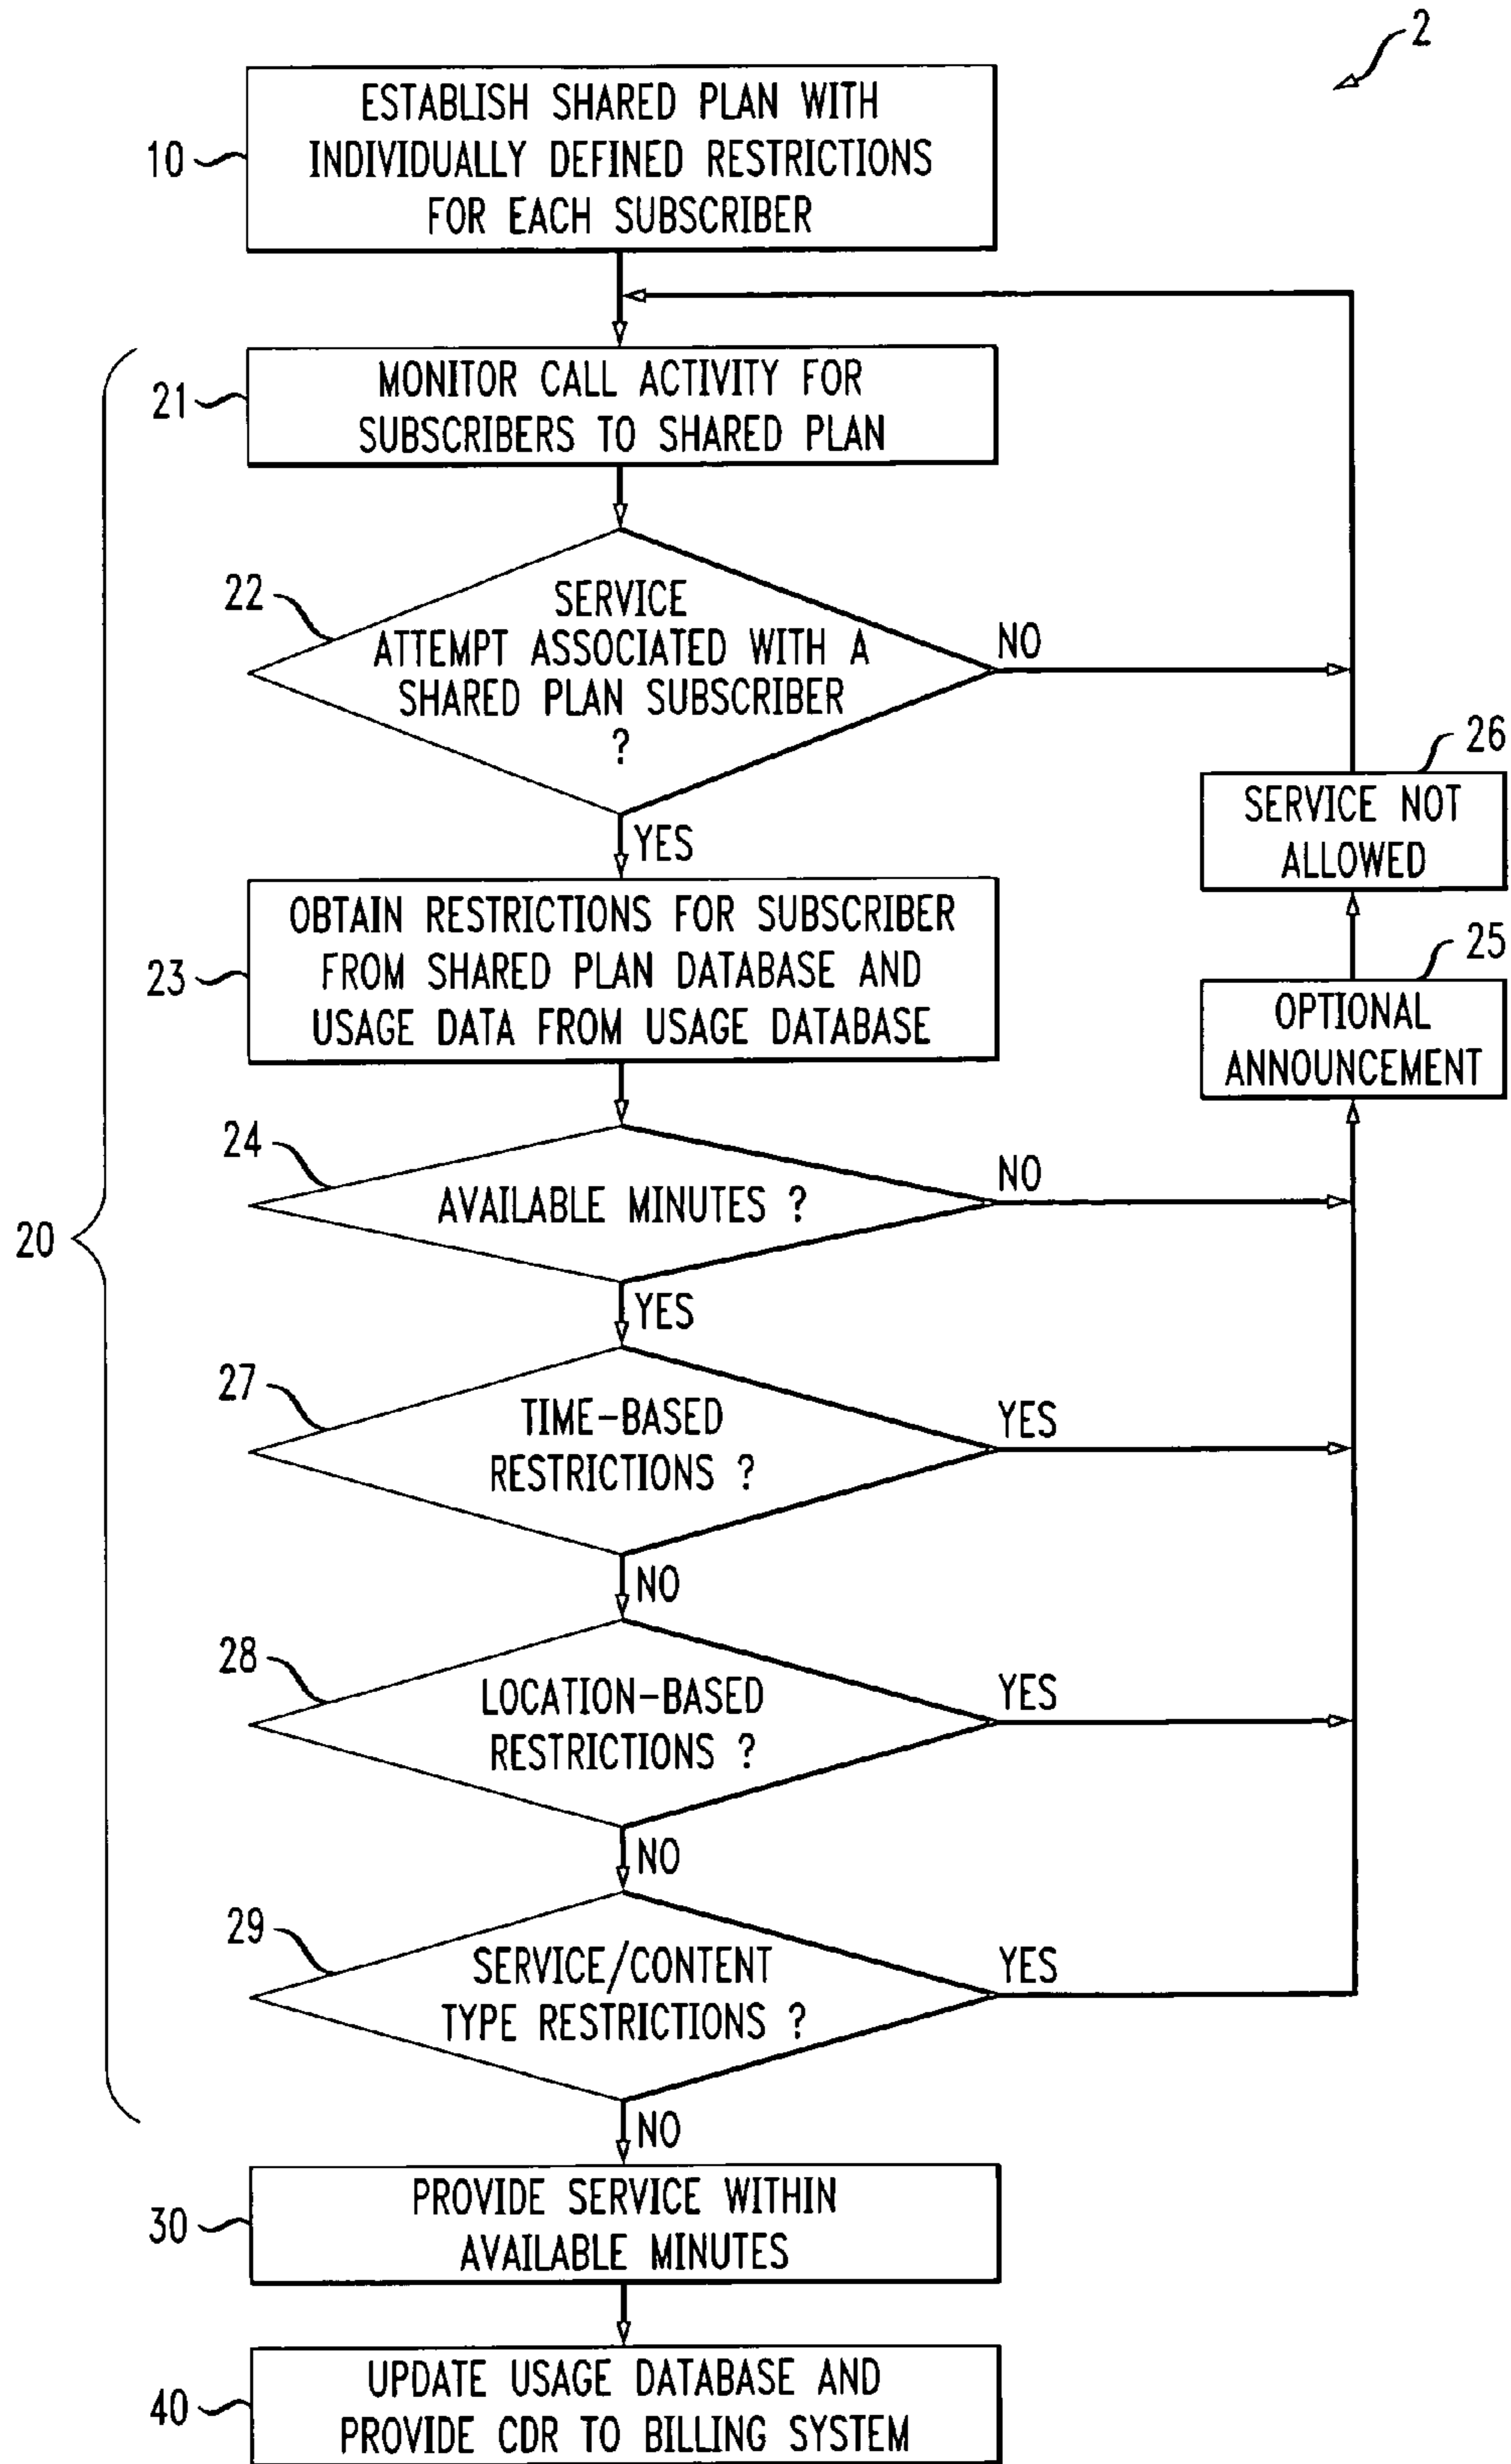 2
ESTABLISH SHARED PLAN WITH
INDIVIDUALLY DEFINED RESTRICTIONS
FOR EACH SUBSCRIBER
10
MONITOR CALL ACTIVITY FOR
SUBSCRIBERS TO SHARED PLAN
21
22
SERVICE
ATTEMPT ASSOCIATED WITH A
SHARED PLAN SUBSCRIBER
?
NO
YES
26
SERVICE NOT
ALLOWED
OBTAIN RESTRICTIONS FOR SUBSCRIBER
FROM SHARED PLAN DATABASE AND
USAGE DATA FROM USAGE DATABASE
23
25
OPTIONAL
ANNOUNCEMENT
24
AVAILABLE MINUTES ?
NO
YES
20
27
TIME-BASED
RESTRICTIONS ?
YES
NO
28
LOCATION-BASED
RESTRICTIONS ?
YES
NO
29
SERVICE/CONTENT
TYPE RESTRICTIONS ?
YES
NO
PROVIDE SERVICE WITHIN
AVAILABLE MINUTES
30
UPDATE USAGE DATABASE AND
PROVIDE CDR TO BILLING SYSTEM
40